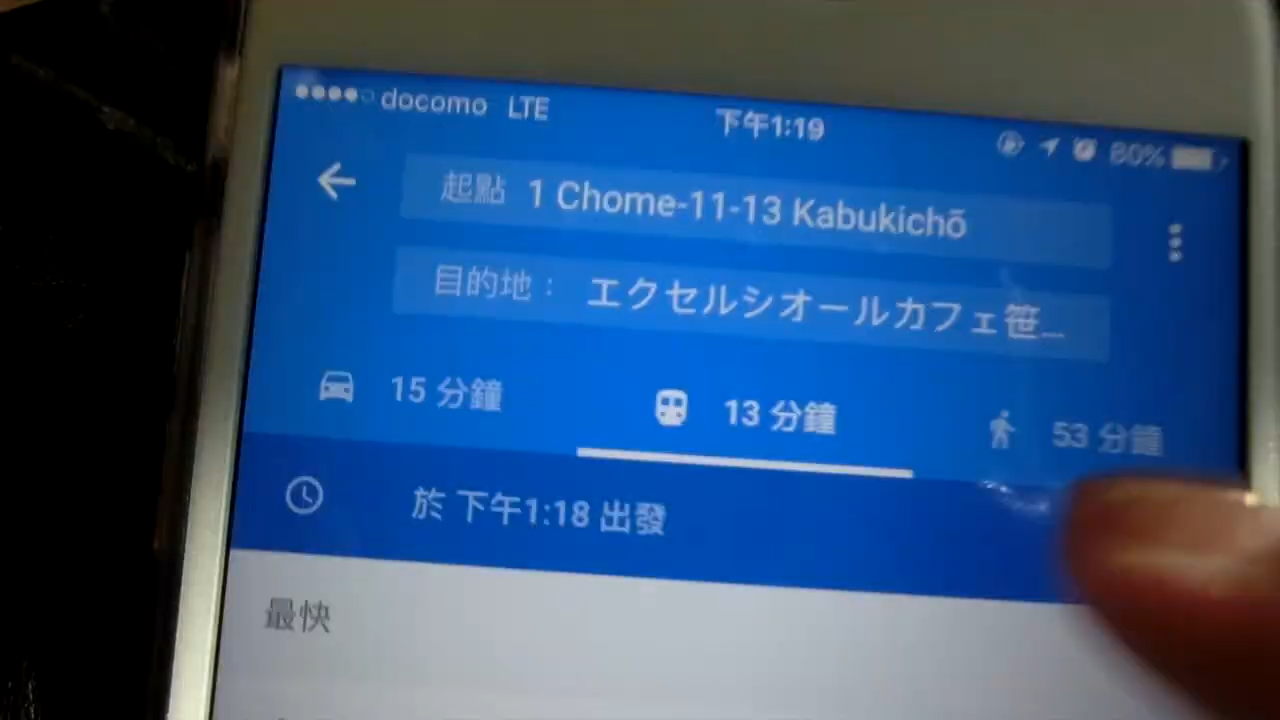 docomo LTE 下午1:19 80%
起點 1 Chome-11-13 Kabukichō
目的地： エクセルシオールカフェ笹...
15 分鐘 13 分鐘 53 分鐘
於 下午1:18 出發
最快